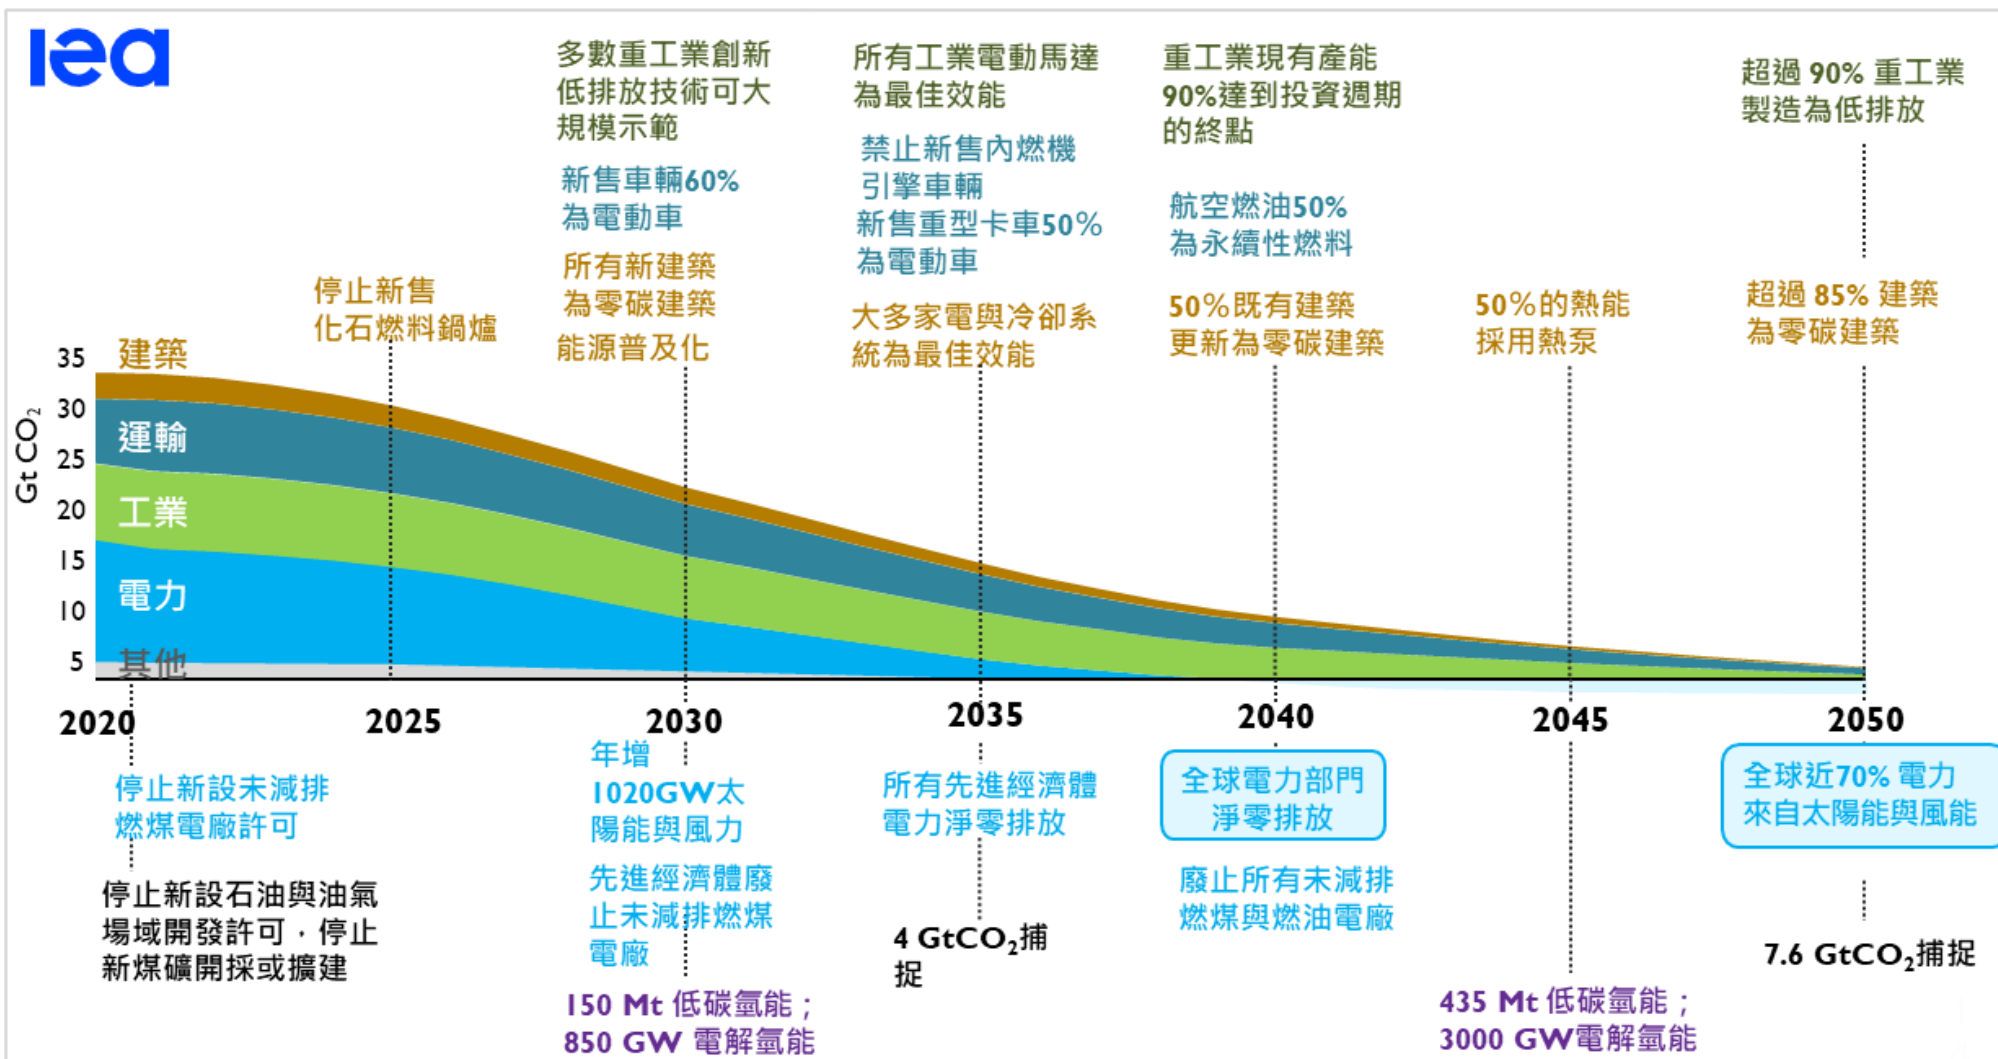 iea
多數重工業創新
低排放技術可大
規模示範
新售車輛60%
為電動車
所有新建築
為零碳建築
能源普及化
所有工業電動馬達
為最佳效能
禁止新售內燃機
引擎車輛
新售重型卡車50%
為電動車
大多家電與冷卻系
統為最佳效能
重工業現有產能
90%達到投資週期
的終點
航空燃油50%
為永續性燃料
50%既有建築
更新為零碳建築
50%的熱能
採用熱泵
超過 90% 重工業
製造為低排放
超過 85% 建築
為零碳建築
停止新售
化石燃料鍋爐
Gt CO₂
35
30
25
20
15
10
5
建築
運輸
工業
電力
其他
2020
2025
2030
2035
2040
2045
2050
停止新設未減排
燃煤電廠許可
停止新設石油與油氣
場域開發許可，停止
新煤礦開採或擴建
年增
1020GW太
陽能與風力
先進經濟體廢
止未減排燃煤
電廠
150 Mt 低碳氫能；
850 GW 電解氫能
所有先進經濟體
電力淨零排放
4 GtCO₂捕
捉
全球電力部門
淨零排放
廢止所有未減排
燃煤與燃油電廠
435 Mt 低碳氫能；
3000 GW電解氫能
全球近70% 電力
來自太陽能與風能
7.6 GtCO₂捕捉